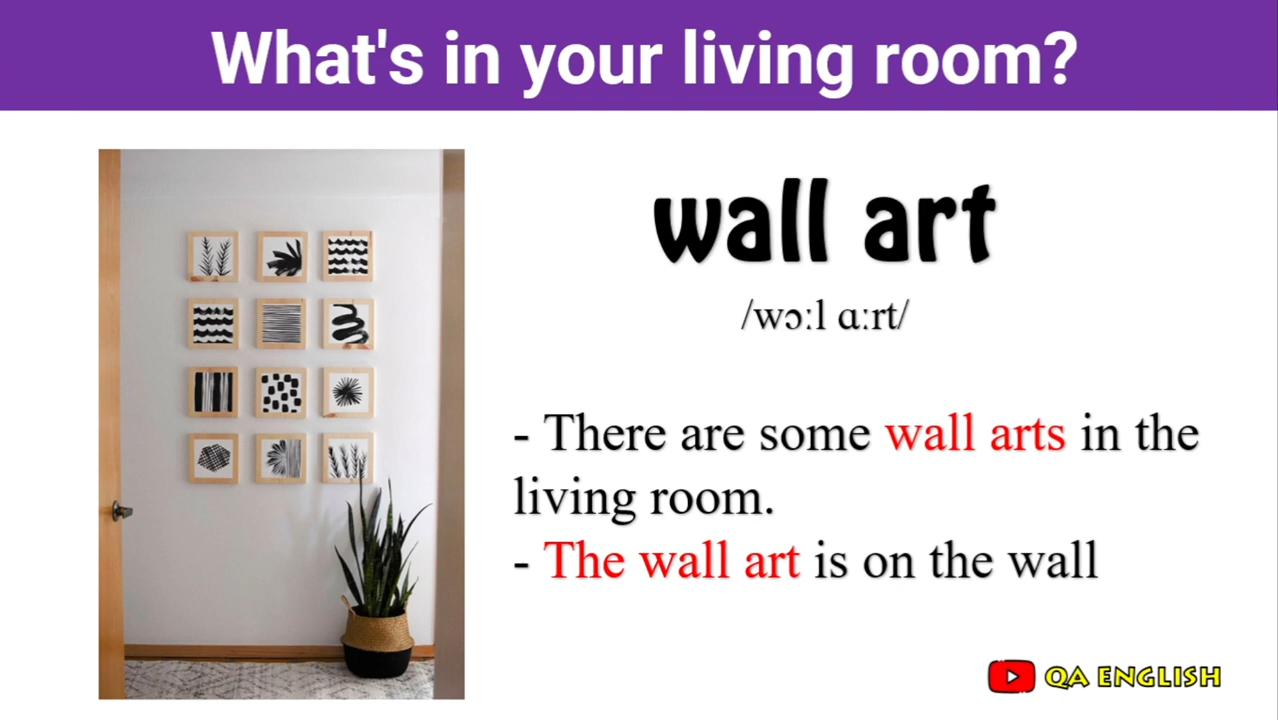 What's in your living room?
wall art
/wɔːl ɑːrt/
- There are some wall arts in the
living room.
- The wall art is on the wall
QA ENGLISH